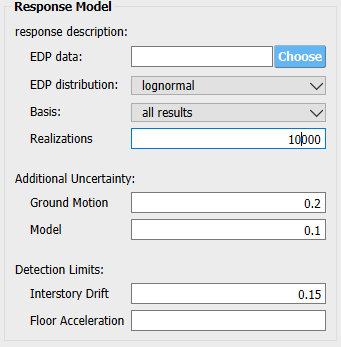 Response Model
response description:
EDP data: Choose
EDP distribution: lognormal
Basis: all results
Realizations 10000
Additional Uncertainty:
Ground Motion 0.2
Model 0.1
Detection Limits:
Interstory Drift 0.15
Floor Acceleration